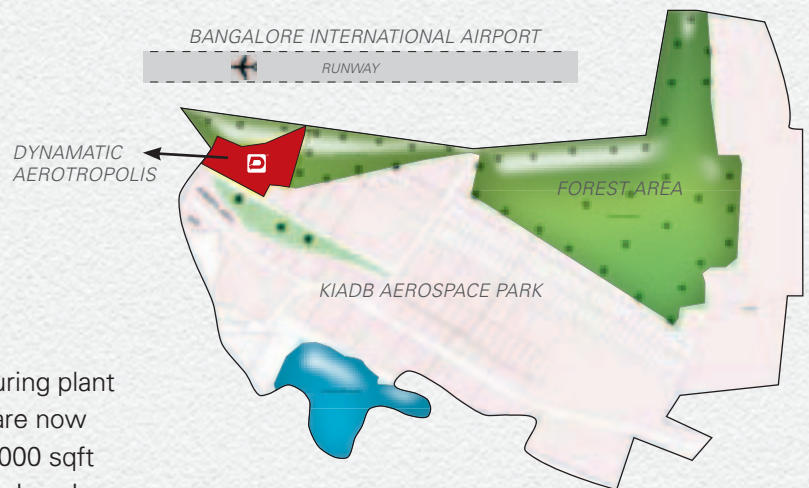 BANGALORE INTERNATIONAL AIRPORT
RUNWAY
DYNAMATIC
AEROTROPOLIS
FOREST AREA
KIADB AEROSPACE PARK
uring plant
are now
000 sqft